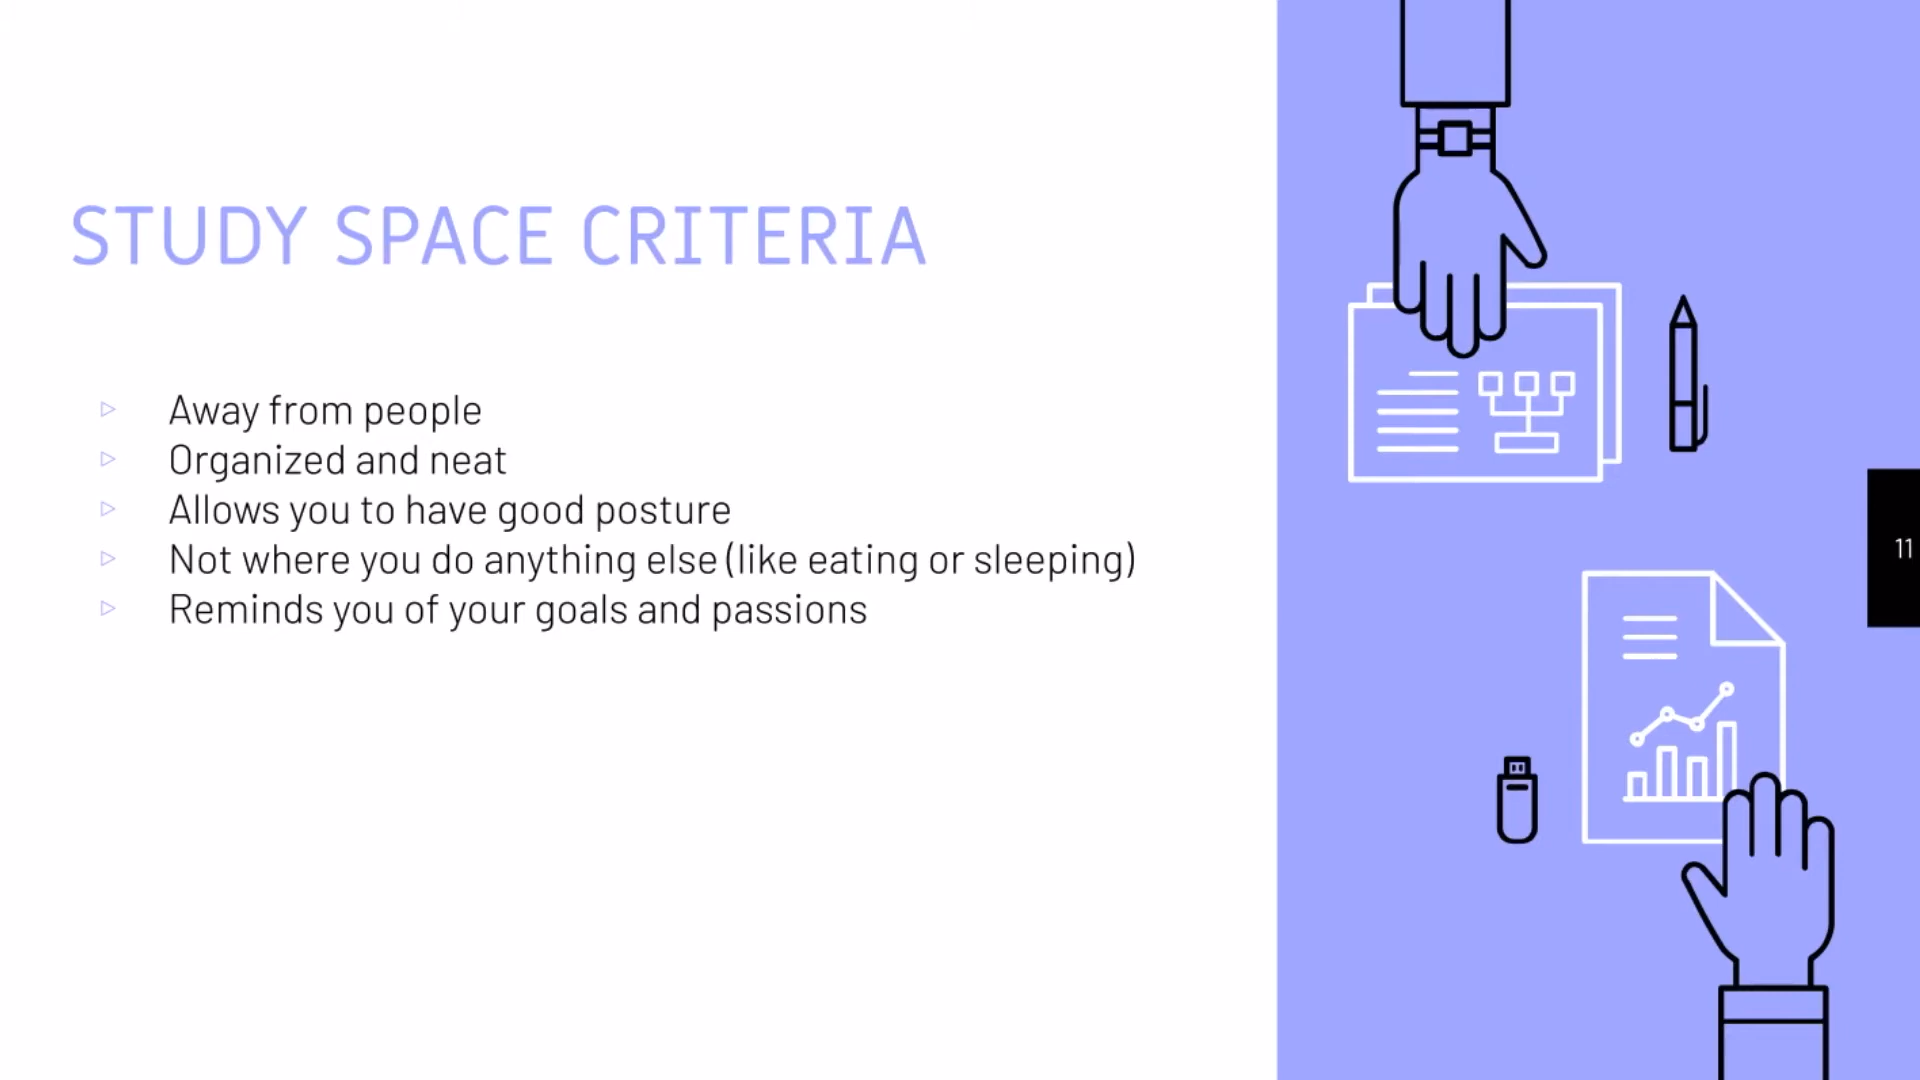 STUDY SPACE CRITERIA
▷ Away from people
▷ Organized and neat
▷ Allows you to have good posture
▷ Not where you do anything else (like eating or sleeping)
▷ Reminds you of your goals and passions
11